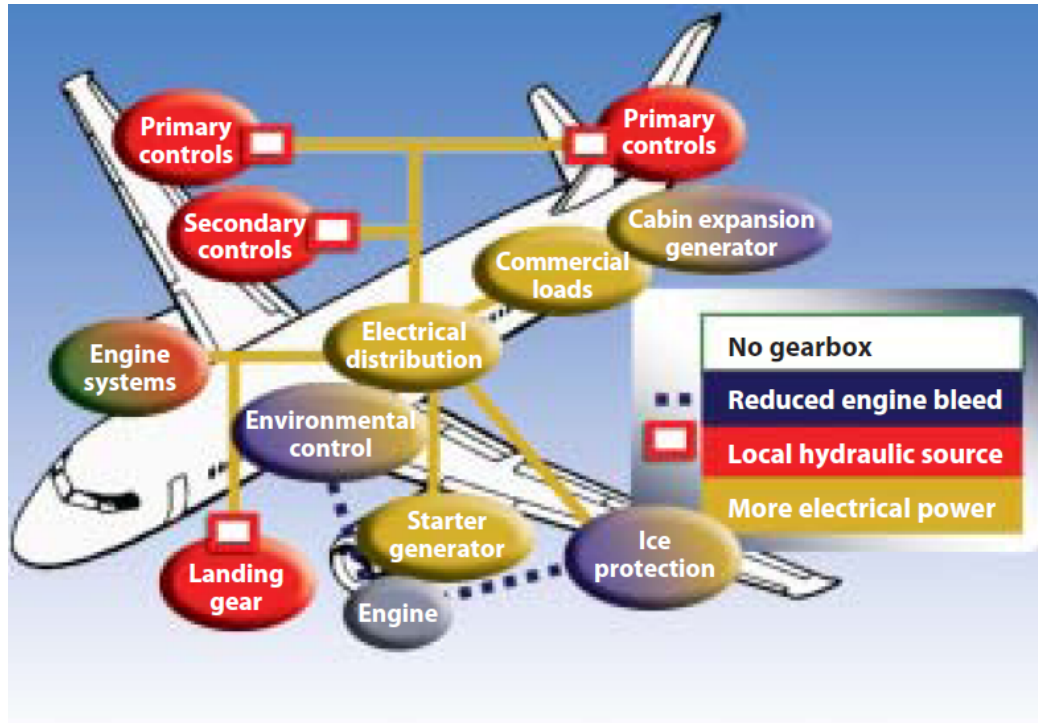 Primary
controls
Primary
controls
Secondary
controls
Cabin expansion
generator
Commercial
loads
Electrical
distribution
Engine
systems
Environmental
control
Starter
generator
Ice
protection
Landing
gear
Engine
No gearbox
Reduced engine bleed
Local hydraulic source
More electrical power